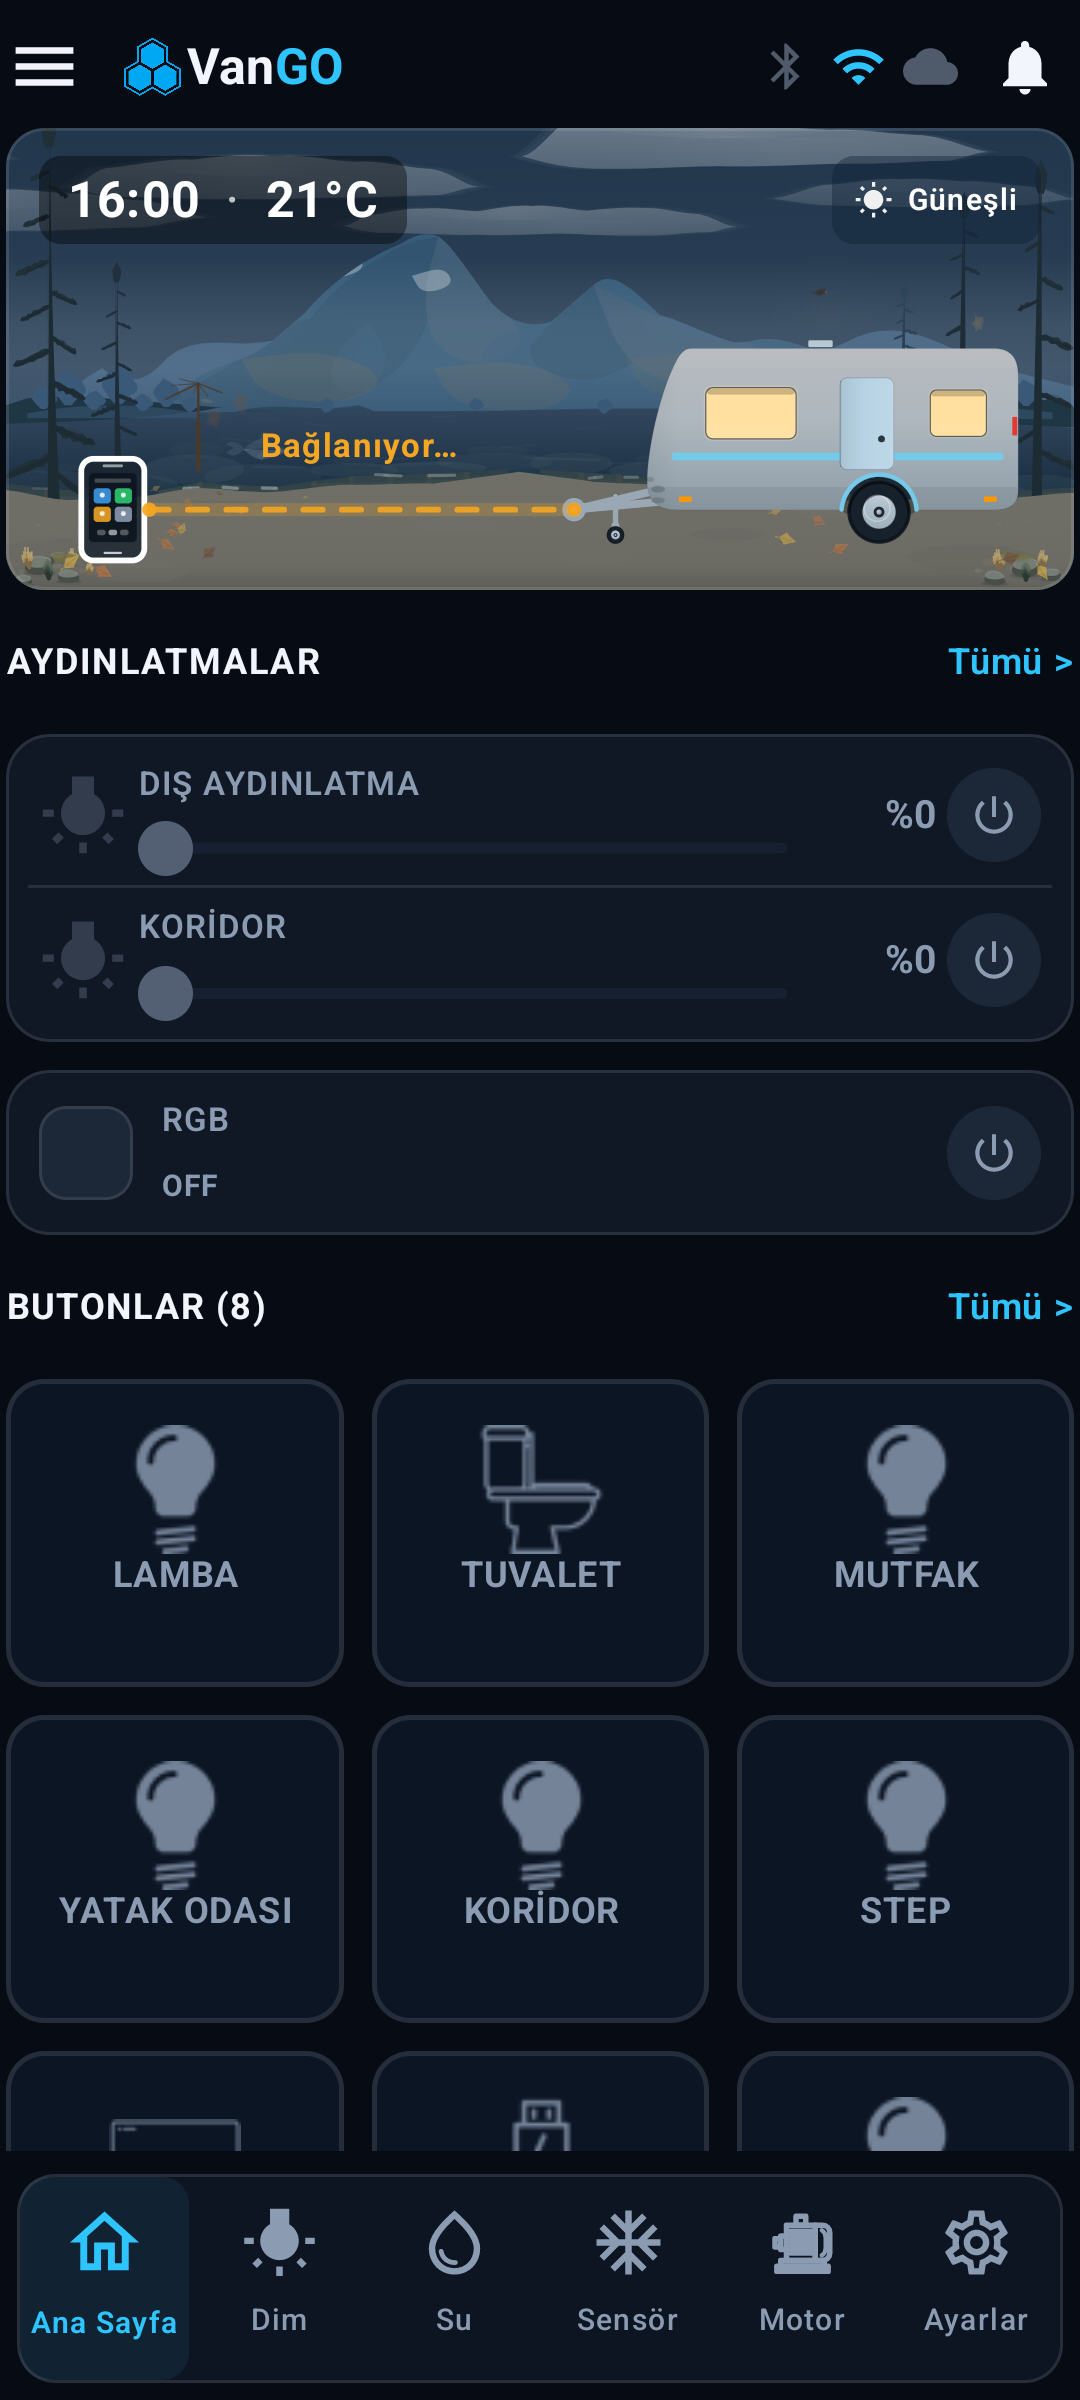 VanGO
16:00 · 21°C
Güneşli
Bağlanıyor...
AYDINLATMALAR
Tümü >
DIŞ AYDINLATMA
%0
KORİDOR
%0
RGB
OFF
BUTONLAR (8)
Tümü >
LAMBA
TUVALET
MUTFAK
YATAK ODASI
KORİDOR
STEP
Ana Sayfa
Dim
Su
Sensör
Motor
Ayarlar